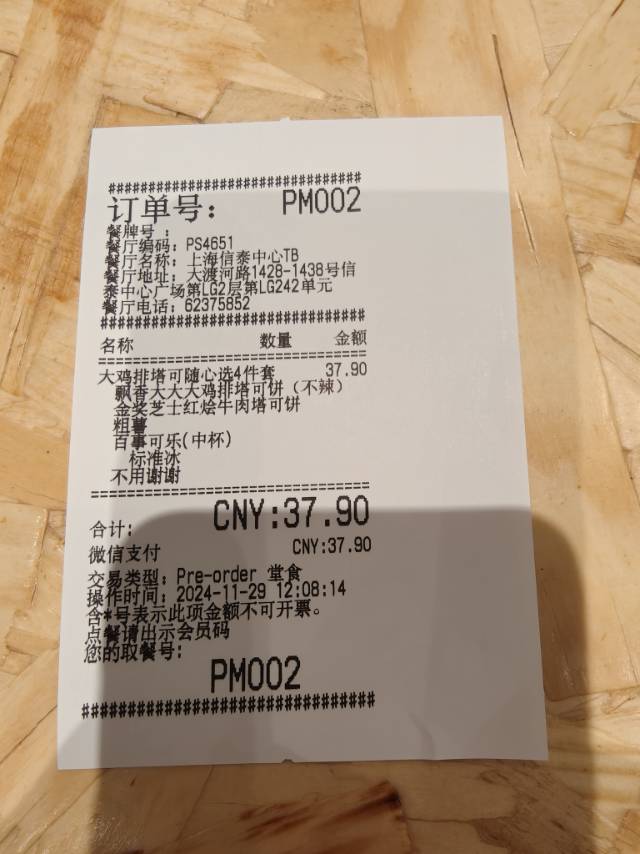 ################################
订单号： PM002
餐牌号 ：
餐厅编码：PS4651
餐厅名称：上海信泰中心TB
餐厅地址：大渡河路1428-1438号信
泰中心广场第LG2层第LG242单元
餐厅电话：62375852
################################
名称 数量 金额
================================
大鸡排塔可随心选4件套 37.90
飘香大大大鸡排塔可饼（不辣）
金奖芝士红烩牛肉塔可饼
粗薯
百事可乐(中杯)
标准冰
不用谢谢
================================
合计: CNY:37.90
微信支付 CNY:37.90
交易类型：Pre-order 堂食
操作时间：2024-11-29 12:08:14
含*号表示此项金额不可开票。
点餐请出示会员码
您的取餐号:
PM002
################################